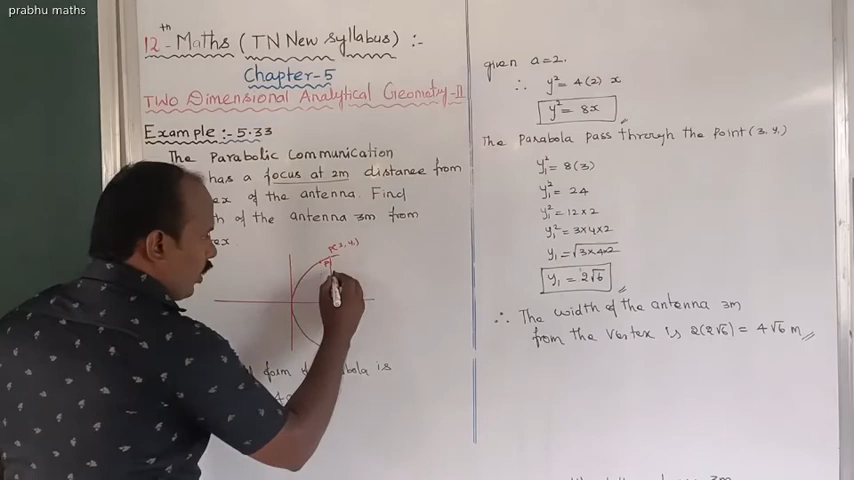 prabhu maths
12th Maths (TN New syllabus) :-
Chapter-5
TWO Dimensional Analytical Geometry-II
Example :- 5.33
The Parabolic Communication
has a focus at 2m distance from
of the antenna. Find
of the antenna 3m from
P(3, y1)
form parabola is
given a=2.
∴ y² = 4(2) x
y² = 8x
The Parabola pass through the Point (3, y1)
y1² = 8(3)
y1² = 24
y1² = 12×2
y1² = 3×4×2
y1 = √3×4×2
y1 = 2√6
∴ The width of the antenna 3m
from the vertex is 2(2√6) = 4√6 m
3m